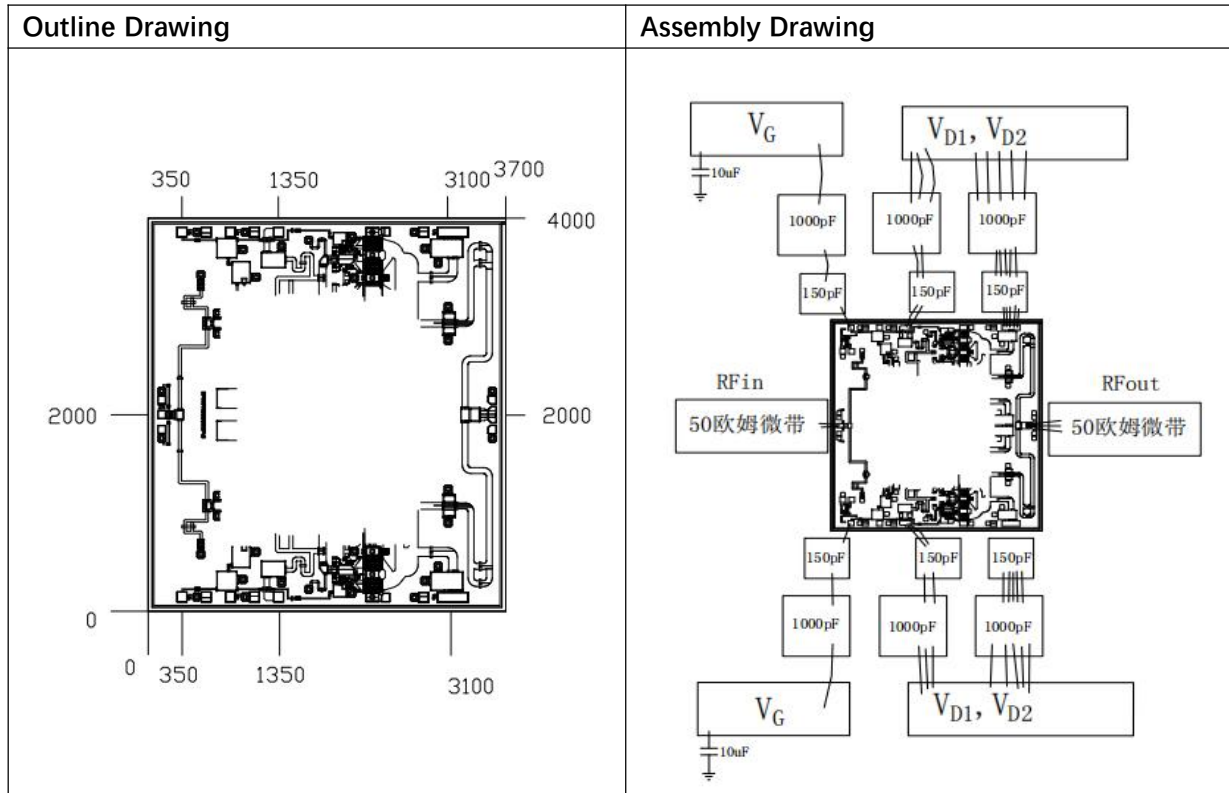 Outline Drawing
Assembly Drawing
350
1350
3100
3700
4000
2000
2000
0
0
350
1350
3100
VG
VD1, VD2
10uF
1000pF
1000pF
1000pF
150pF
150pF
150pF
RFin
RFout
50欧姆微带
50欧姆微带
150pF
150pF
150pF
1000pF
1000pF
1000pF
VG
VD1, VD2
10uF